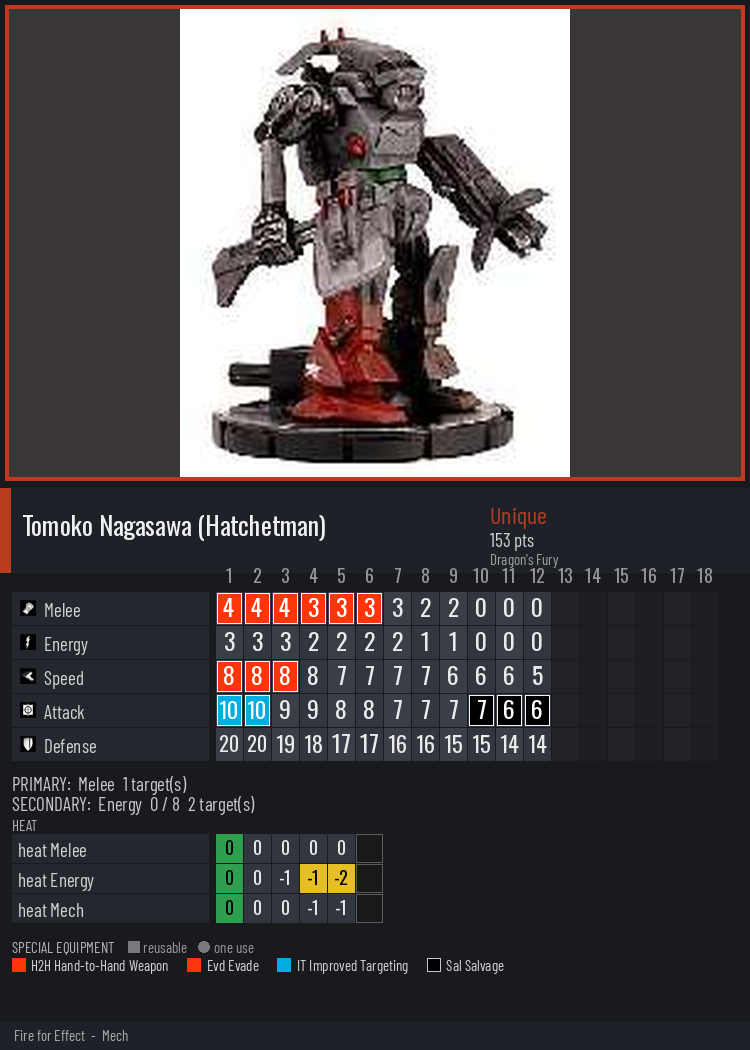 Tomoko Nagasawa (Hatchetman)
Unique
153 pts
Dragon's Fury
1 2 3 4 5 6 7 8 9 10 11 12 13 14 15 16 17 18
Melee 4 4 4 3 3 3 3 2 2 0 0 0
Energy 3 3 3 2 2 2 2 1 1 0 0 0
Speed 8 8 8 8 7 7 7 7 6 6 6 5
Attack 10 10 9 9 8 8 7 7 7 7 6 6
Defense 20 20 19 18 17 17 16 16 15 15 14 14
PRIMARY: Melee 1 target(s)
SECONDARY: Energy 0 / 8 2 target(s)
HEAT
heat Melee 0 0 0 0 0
heat Energy 0 0 -1 -1 -2
heat Mech 0 0 0 -1 -1
SPECIAL EQUIPMENT reusable one use
H2H Hand-to-Hand Weapon Evd Evade IT Improved Targeting Sal Salvage
Fire for Effect - Mech